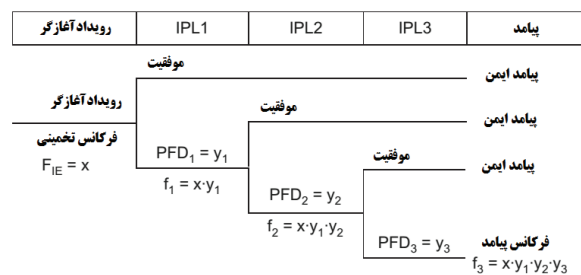 رویداد آغازگر IPL1 IPL2 IPL3 پیامد
موفقیت
پیامد ایمن
رویداد آغازگر
موفقیت
پیامد ایمن
فرکانس تخمینی
F_IE = x
PFD₁ = y₁
f₁ = x·y₁
موفقیت
پیامد ایمن
PFD₂ = y₂
f₂ = x·y₁·y₂
PFD₃ = y₃
فرکانس پیامد
f₃ = x·y₁·y₂·y₃